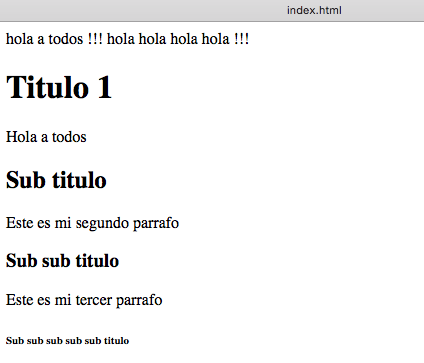 index.html
hola a todos !!! hola hola hola hola !!!
Titulo 1
Hola a todos
Sub titulo
Este es mi segundo parrafo
Sub sub titulo
Este es mi tercer parrafo
Sub sub sub sub sub titulo